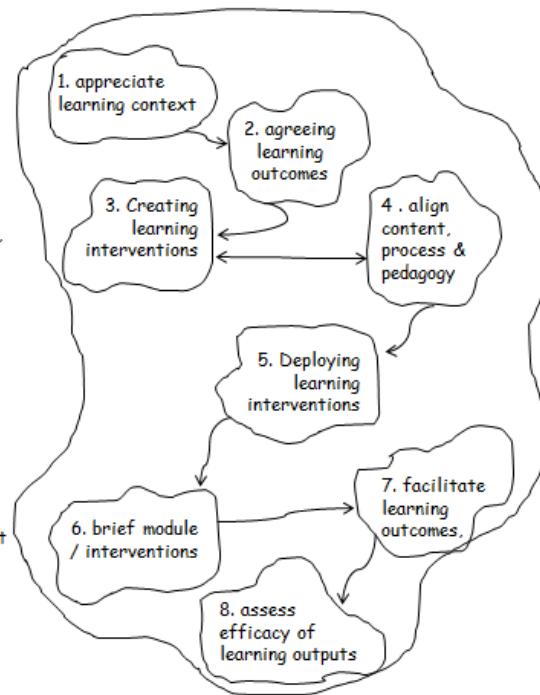 1. appreciate
learning context
2. agreeing
learning
outcomes
3. Creating
learning
interventions
4 . align
content,
process &
pedagogy
5. Deploying
learning
interventions
6. brief module
/ interventions
7. facilitate
learning
outcomes,
8. assess
efficacy of
learning outputs